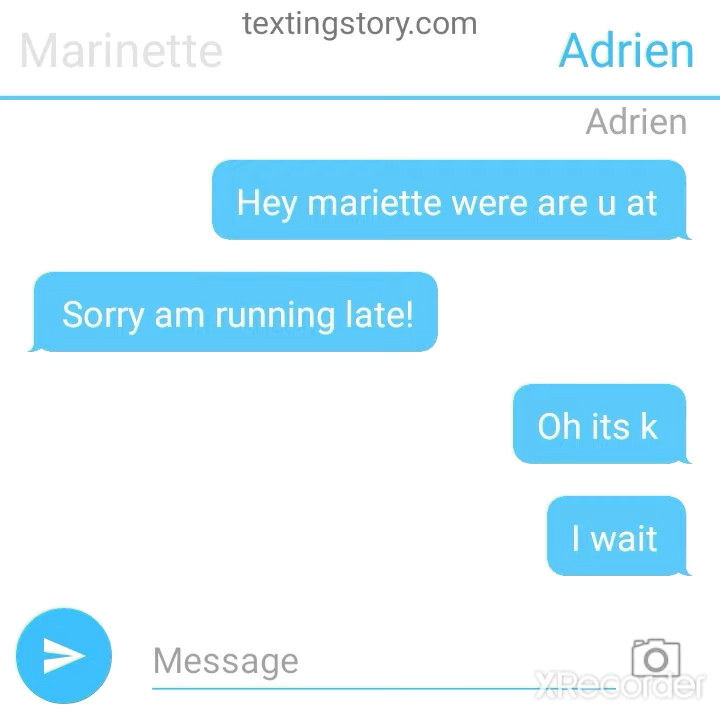 textingstory.com
Marinette
Adrien
Adrien
Hey mariette were are u at
Sorry am running late!
Oh its k
I wait
Message
XRecorder